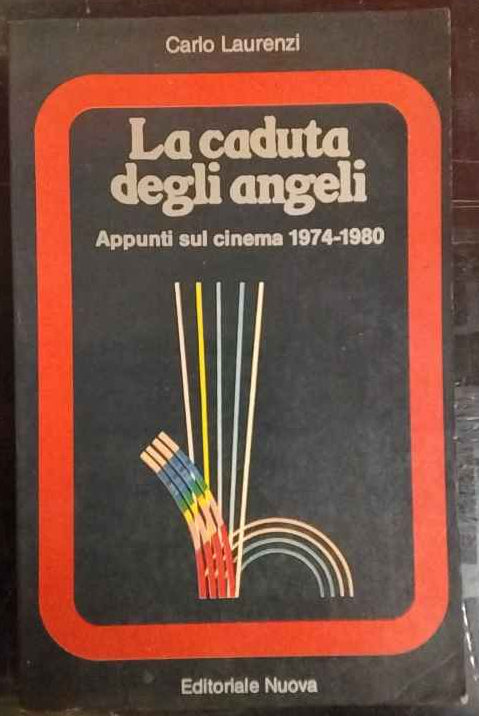 Carlo Laurenzi
La caduta
degli angeli
Appunti sul cinema 1974-1980
Editoriale Nuova